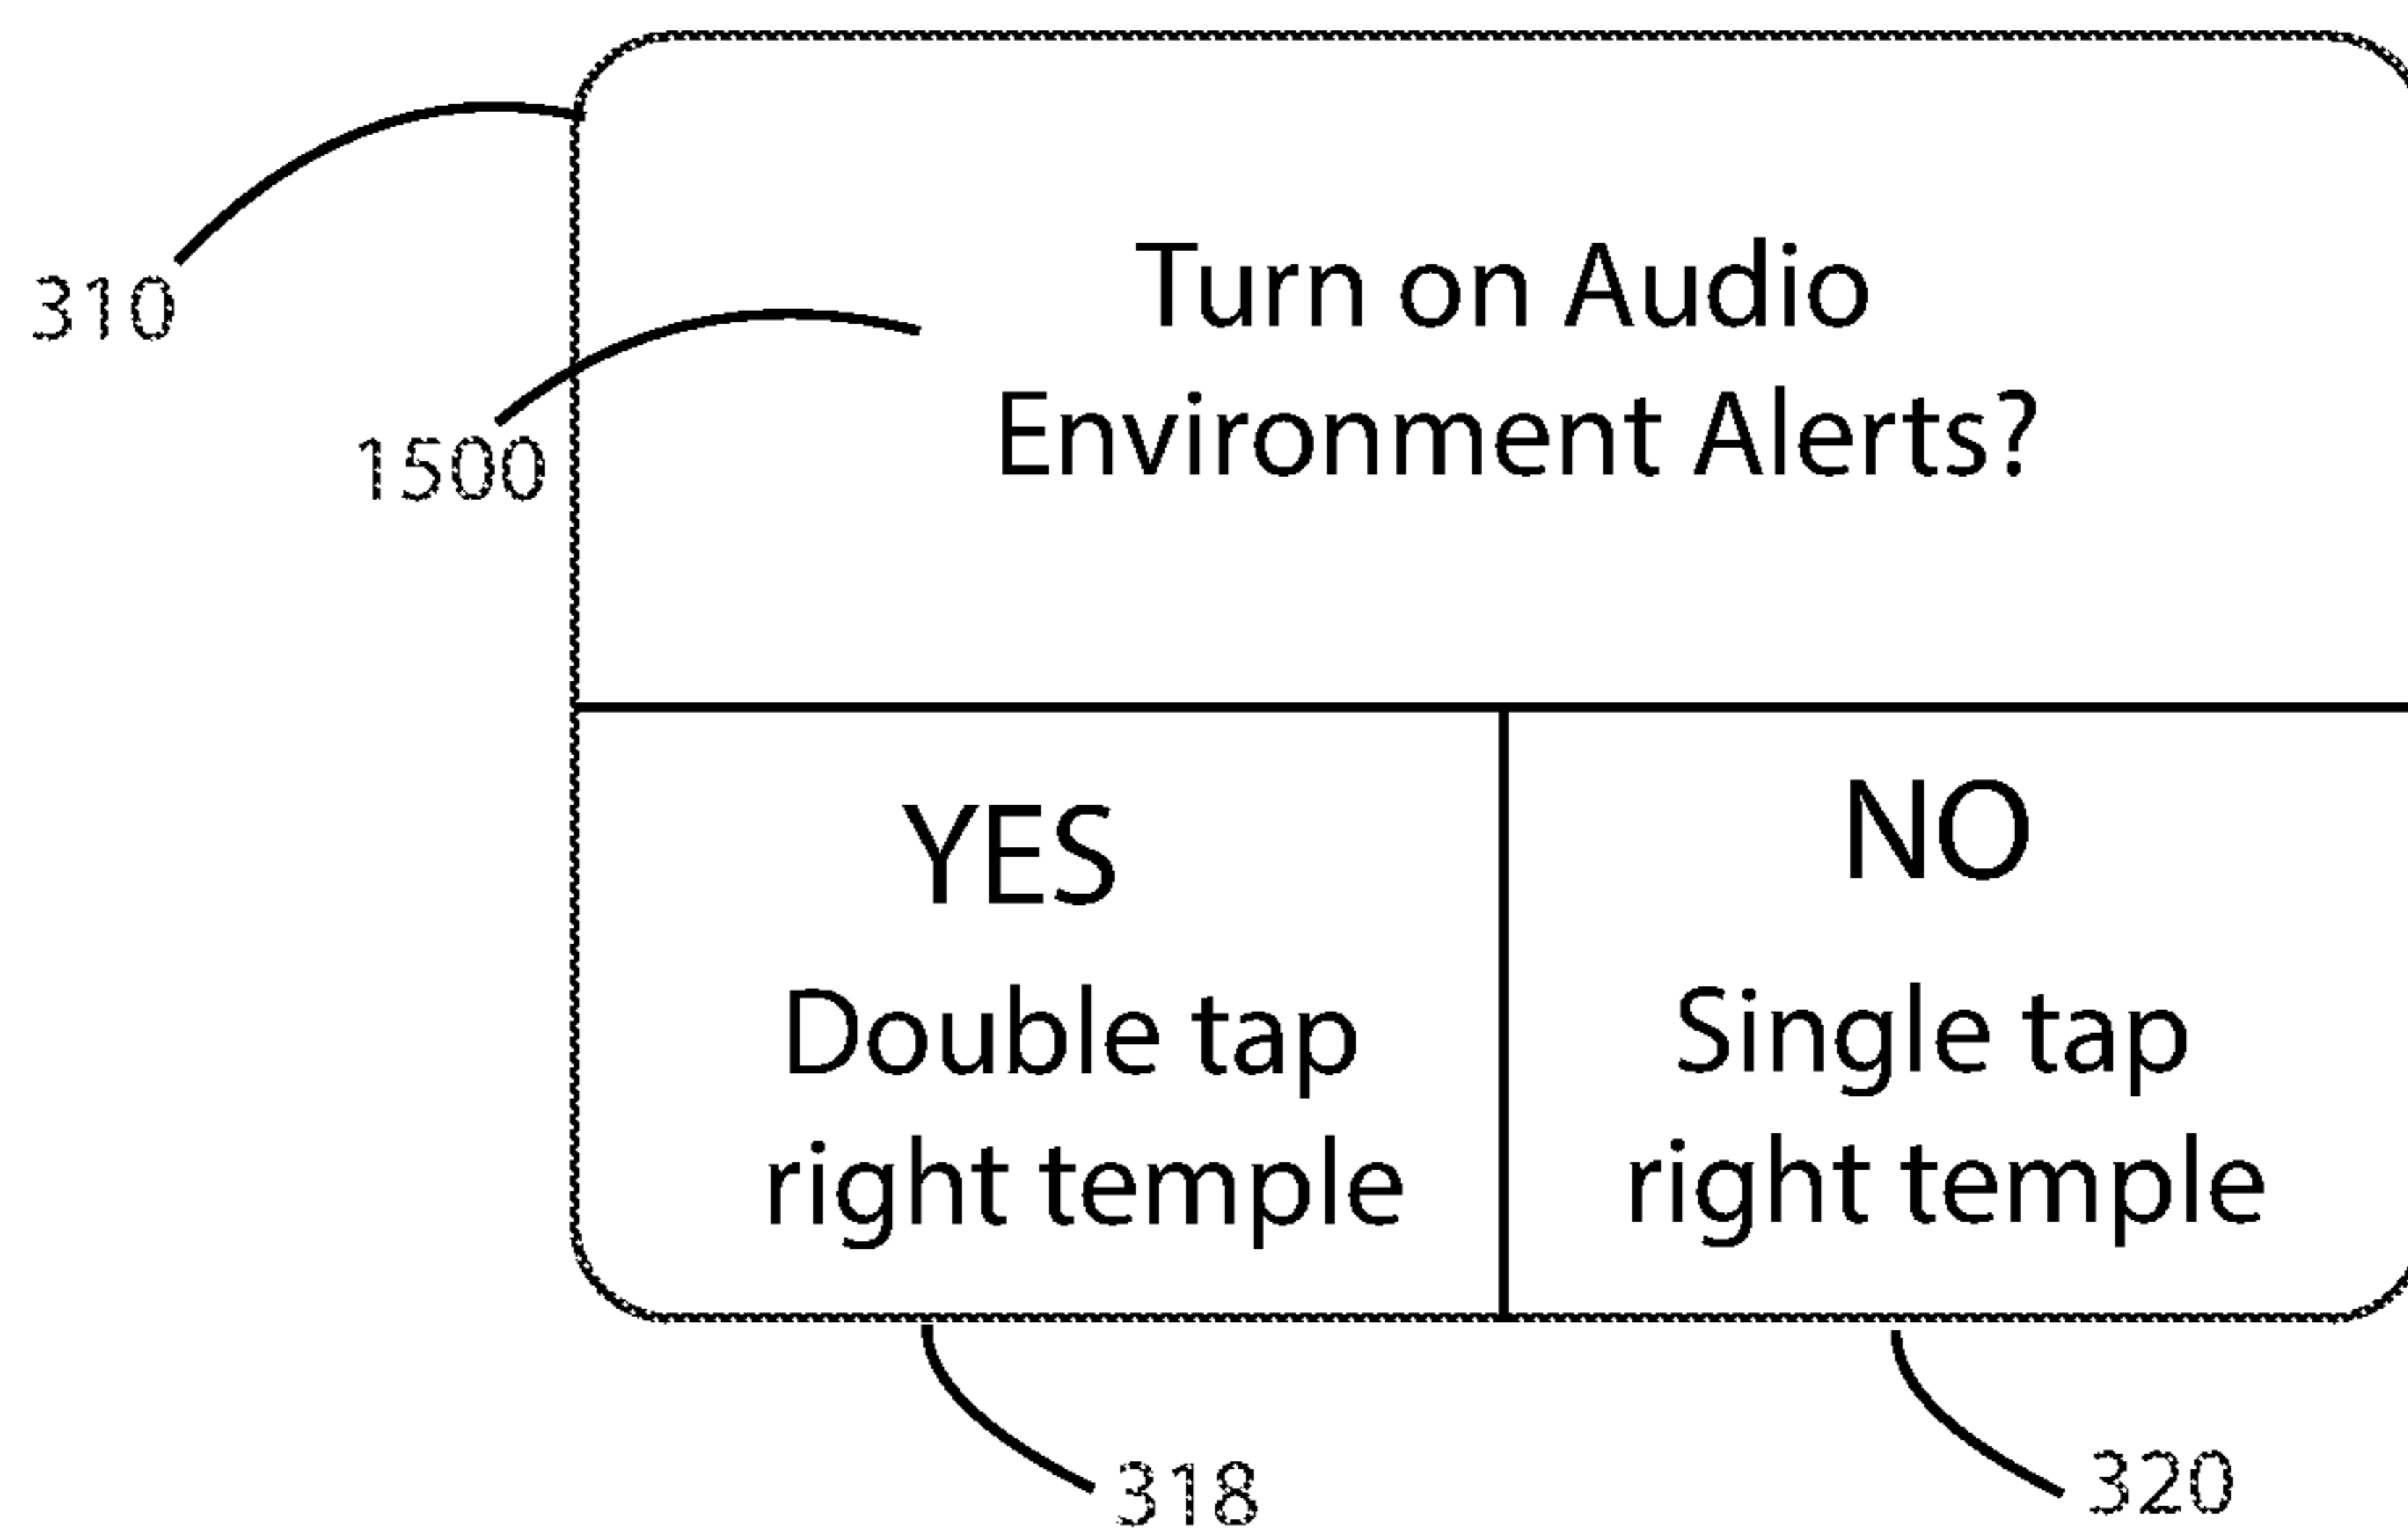 310
Turn on Audio
1500
Environment Alerts?
YES
Double tap
right temple
NO
Single tap
right temple
318
320